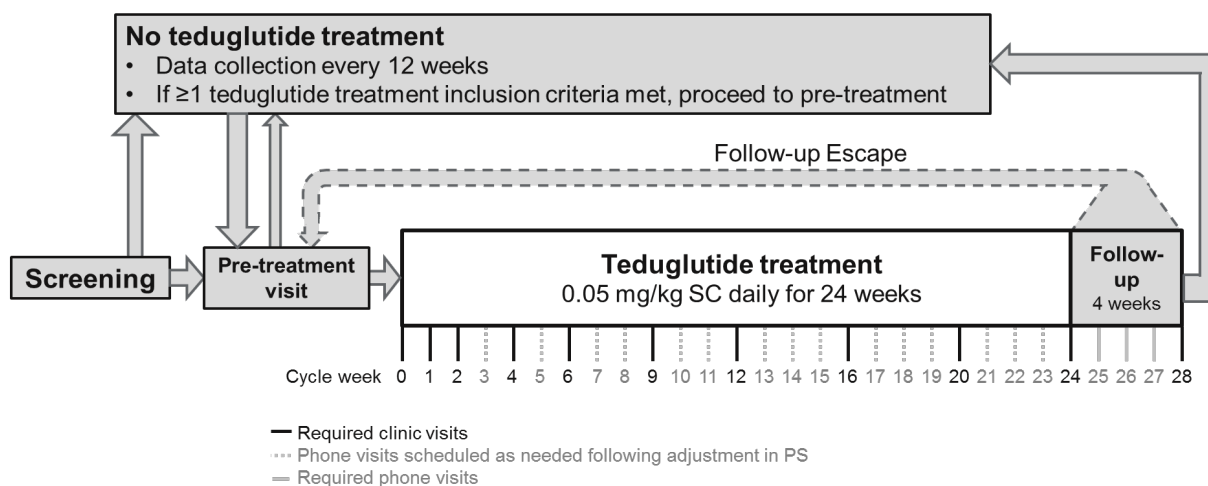 No teduglutide treatment
• Data collection every 12 weeks
• If ≥1 teduglutide treatment inclusion criteria met, proceed to pre-treatment
Follow-up Escape
Screening
Pre-treatment
visit
Teduglutide treatment
0.05 mg/kg SC daily for 24 weeks
Follow-
up
4 weeks
Cycle week 0 1 2 3 4 5 6 7 8 9 10 11 12 13 14 15 16 17 18 19 20 21 22 23 24 25 26 27 28
Required clinic visits
Phone visits scheduled as needed following adjustment in PS
Required phone visits